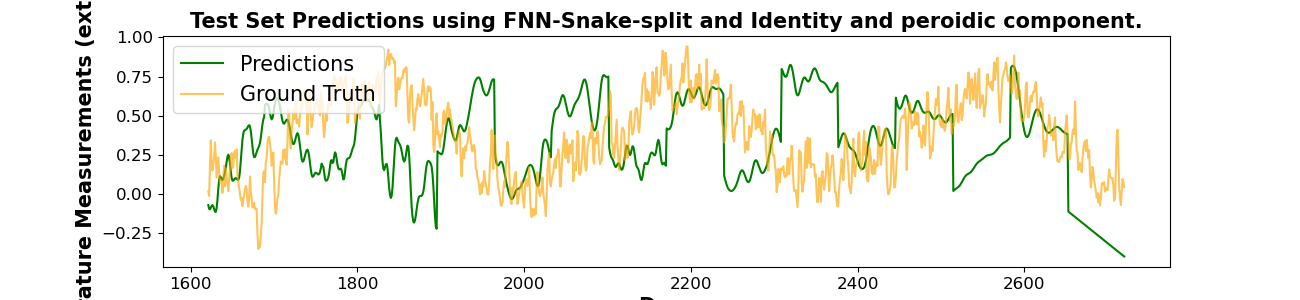 Test Set Predictions using FNN-Snake-split and Identity and peroidic component.
Predictions
Ground Truth
1.00
0.75
0.50
0.25
0.00
−0.25
1600 1800 2000 2200 2400 2600
Measurements